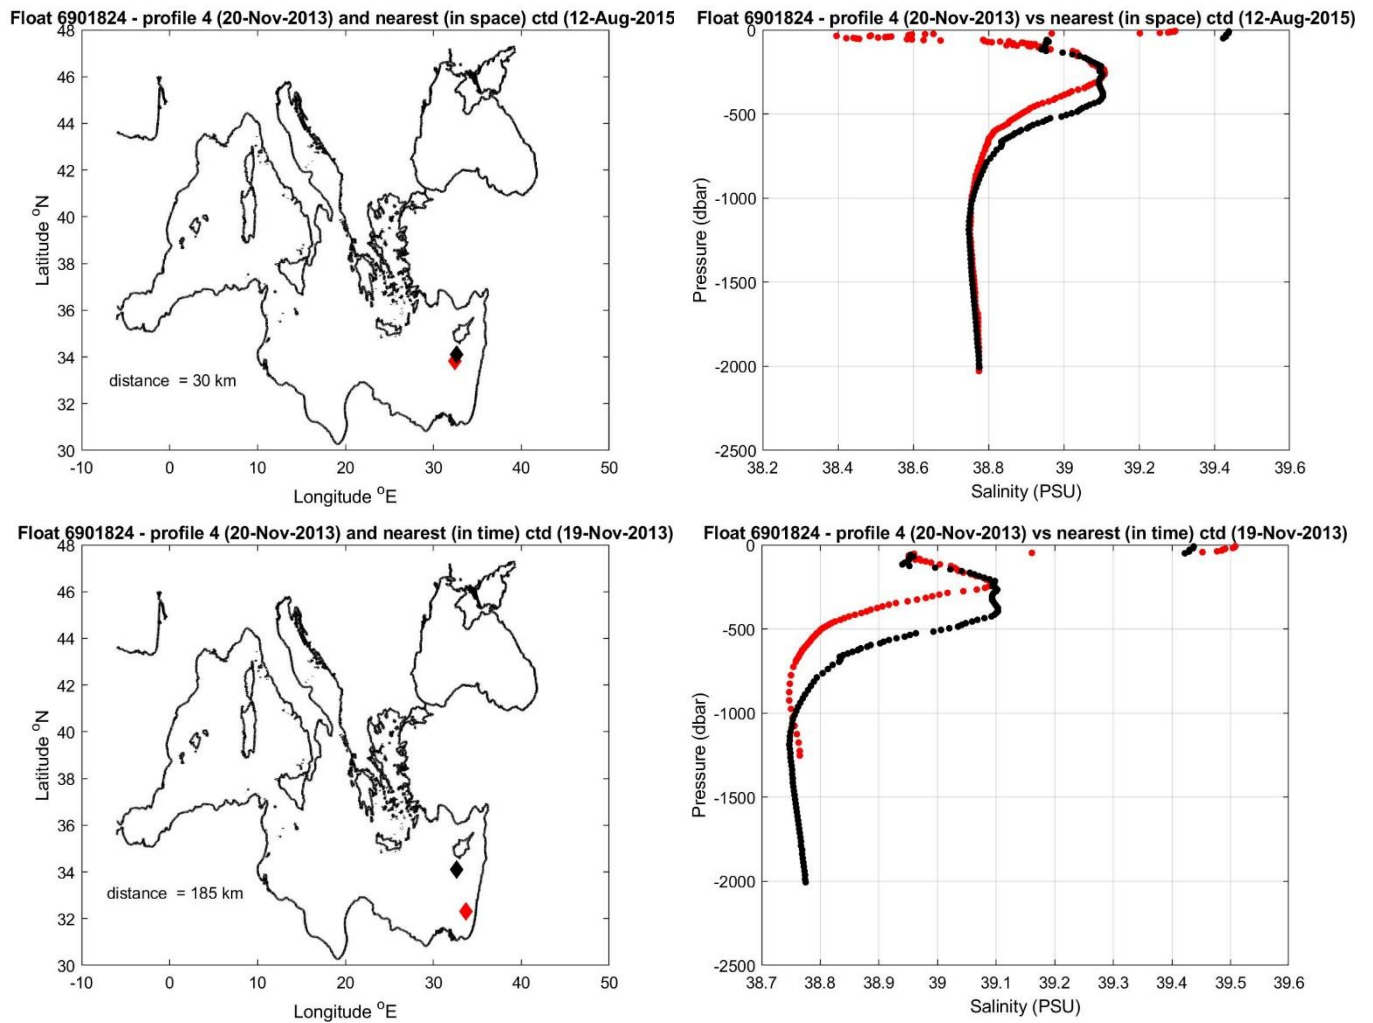 Float 6901824 - profile 4 (20-Nov-2013) and nearest (in space) ctd (12-Aug-2015
48
46
44
42
40
38
36
34
32
30
Latitude °N
distance = 30 km
-10 0 10 20 30 40 50
Longitude °E
Float 6901824 - profile 4 (20-Nov-2013) vs nearest (in space) ctd (12-Aug-2015)
0
-500
-1000
-1500
-2000
-2500
Pressure (dbar)
38.2 38.4 38.6 38.8 39 39.2 39.4 39.6
Salinity (PSU)
Float 6901824 - profile 4 (20-Nov-2013) and nearest (in time) ctd (19-Nov-2013)
48
46
44
42
40
38
36
34
32
30
Latitude °N
distance = 185 km
-10 0 10 20 30 40 50
Longitude °E
Float 6901824 - profile 4 (20-Nov-2013) vs nearest (in time) ctd (19-Nov-2013)
0
-500
-1000
-1500
-2000
-2500
Pressure (dbar)
38.7 38.8 38.9 39 39.1 39.2 39.3 39.4 39.5 39.6
Salinity (PSU)